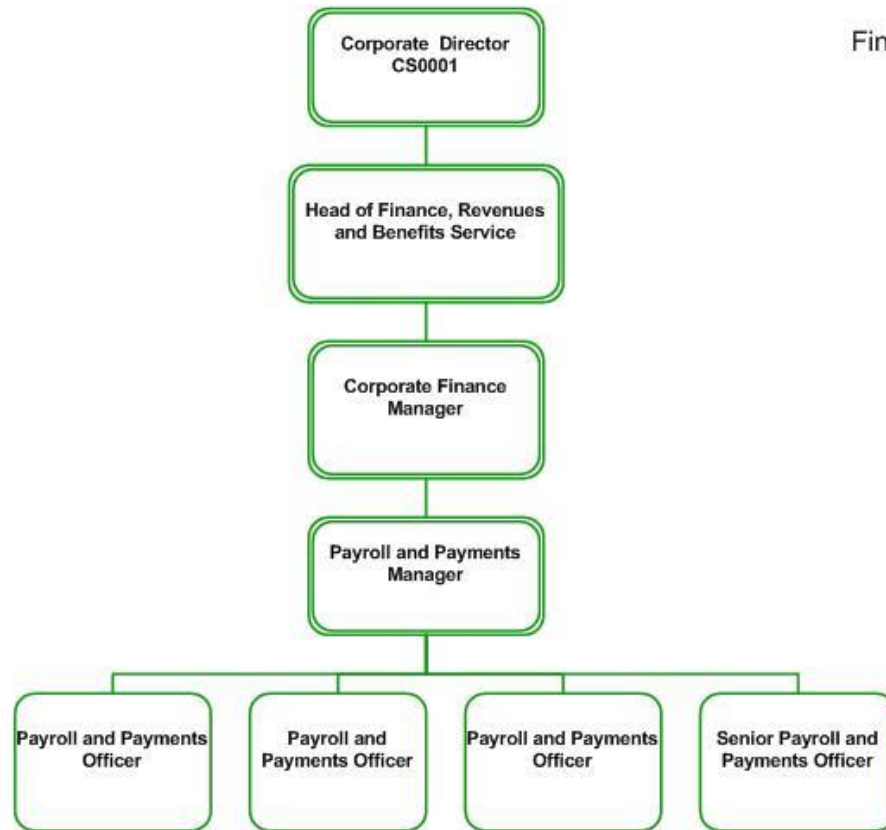 Corporate Director
CS0001
Fin
Head of Finance, Revenues
and Benefits Service
Corporate Finance
Manager
Payroll and Payments
Manager
Payroll and Payments
Officer
Payroll and
Payments Officer
Payroll and Payments
Officer
Senior Payroll and
Payments Officer